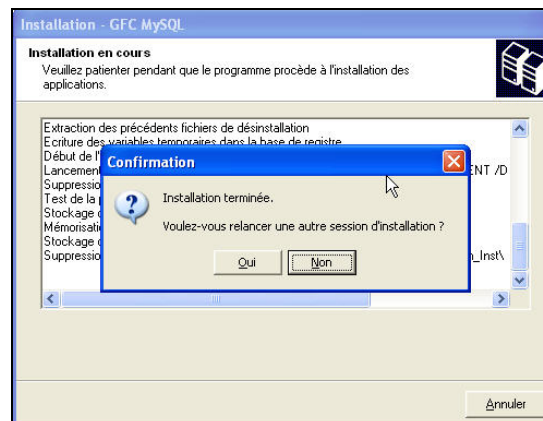 Installation - GFC MySQL
Installation en cours
Veuillez patienter pendant que le programme procède à l'installation des
applications.
Extraction des précédents fichiers de désinstallation
Ecriture des variables temporaires dans la base de registre
Début de l'
Confirmation
Lancement
ENT /D
Suppressio
Installation terminée.
Test de la
Stockage
Voulez-vous relancer une autre session d'installation ?
Mémorisati
Stockage
Suppressio
n_Inst\
Oui
Non
Annuler